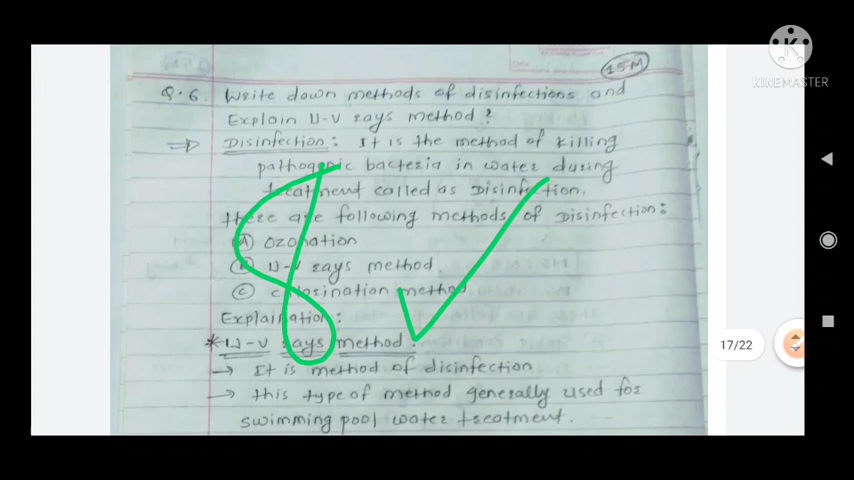 15M
KINEMASTER
Q.6. Write down methods of disinfections and
Explain U-V rays method?
Disinfection: It is the method of killing
pathogenic bacteria in water during
treatment called as Disinfection.
There are following methods of Disinfection:
(A) Ozonation
(B) U-V rays method.
(C) chlorination method
Explaination:
* U-V rays method:
→ It is method of disinfection
→ This type of method generally used for
swimming pool water treatment.
17/22
8